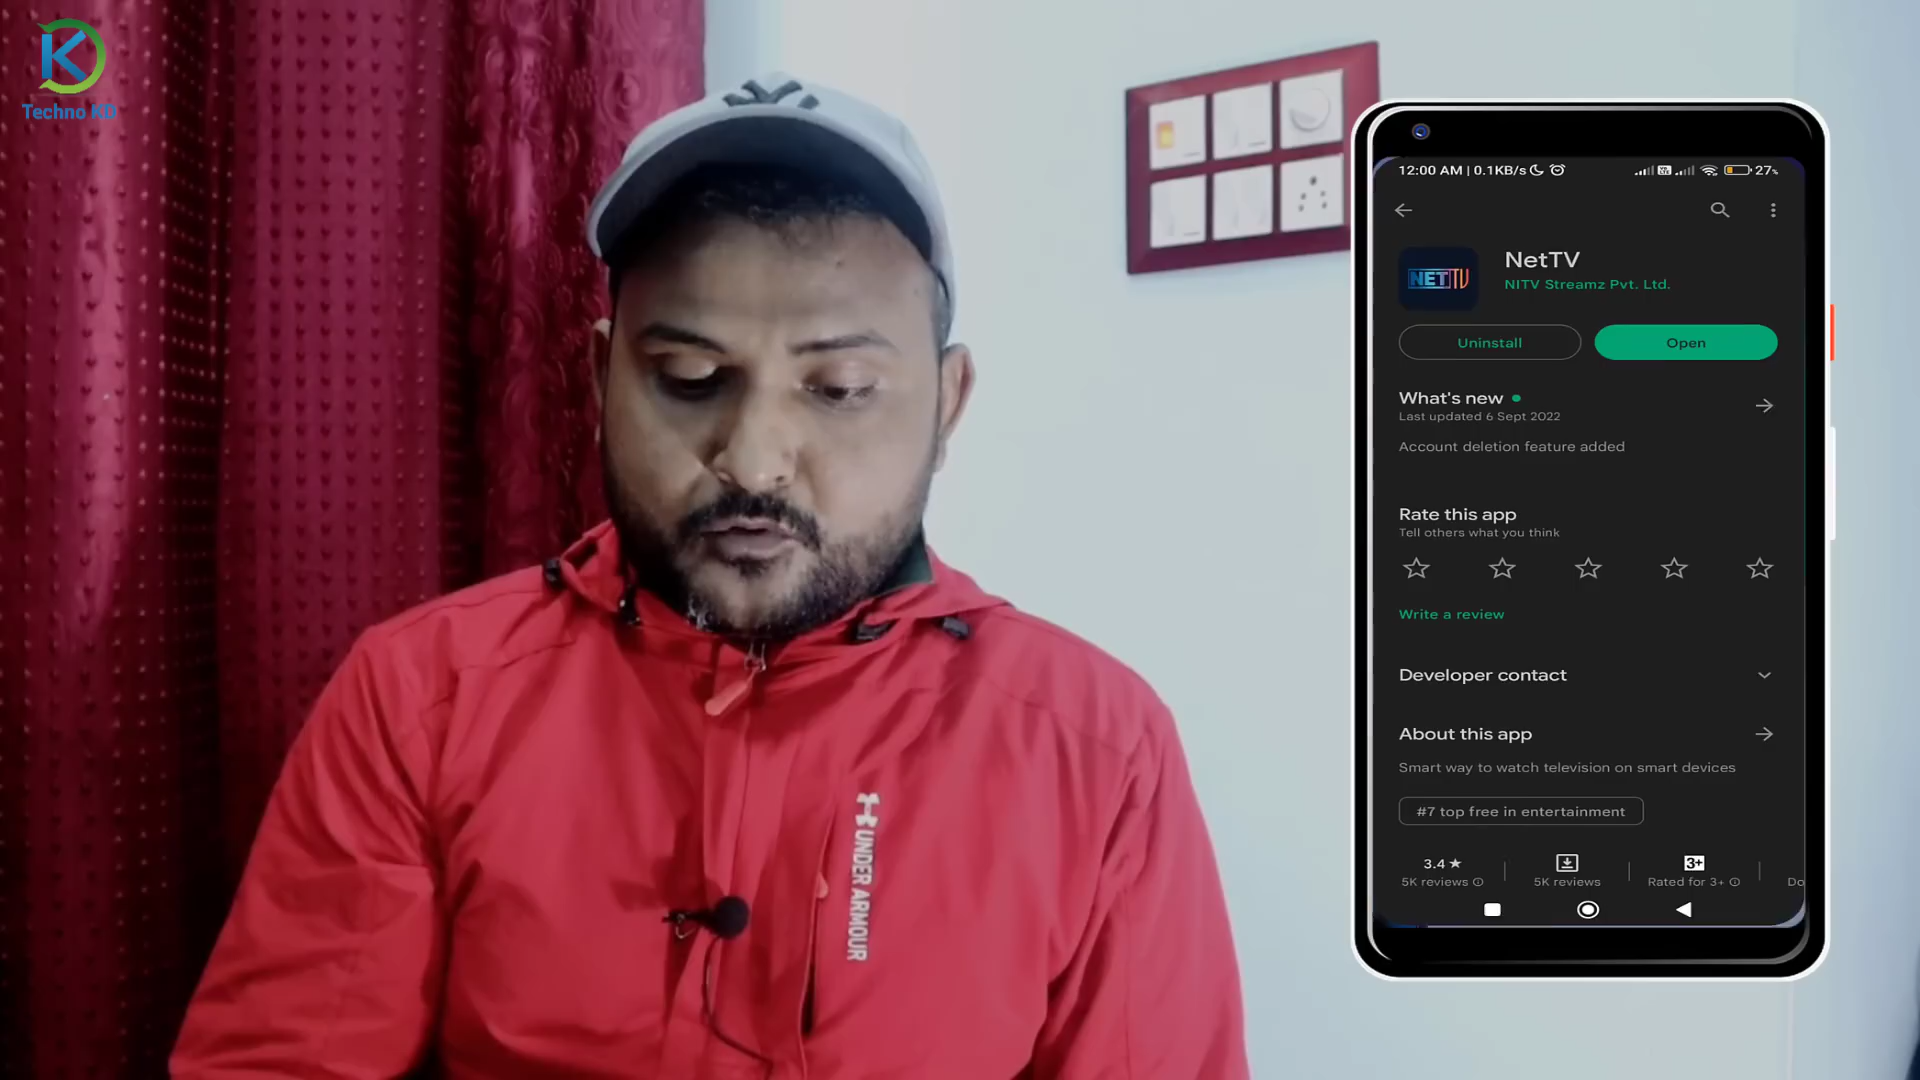 Techno KD
12:00 AM | 0.1KB/s
27%
NET TV
NetTV
NITV Streamz Pvt. Ltd.
Uninstall
Open
What's new
Last updated 6 Sept 2022
Account deletion feature added
Rate this app
Tell others what you think
Write a review
Developer contact
About this app
Smart way to watch television on smart devices
#7 top free in entertainment
3.4★
3+
5K reviews
5K reviews
Rated for 3+
Do
UNDER ARMOUR